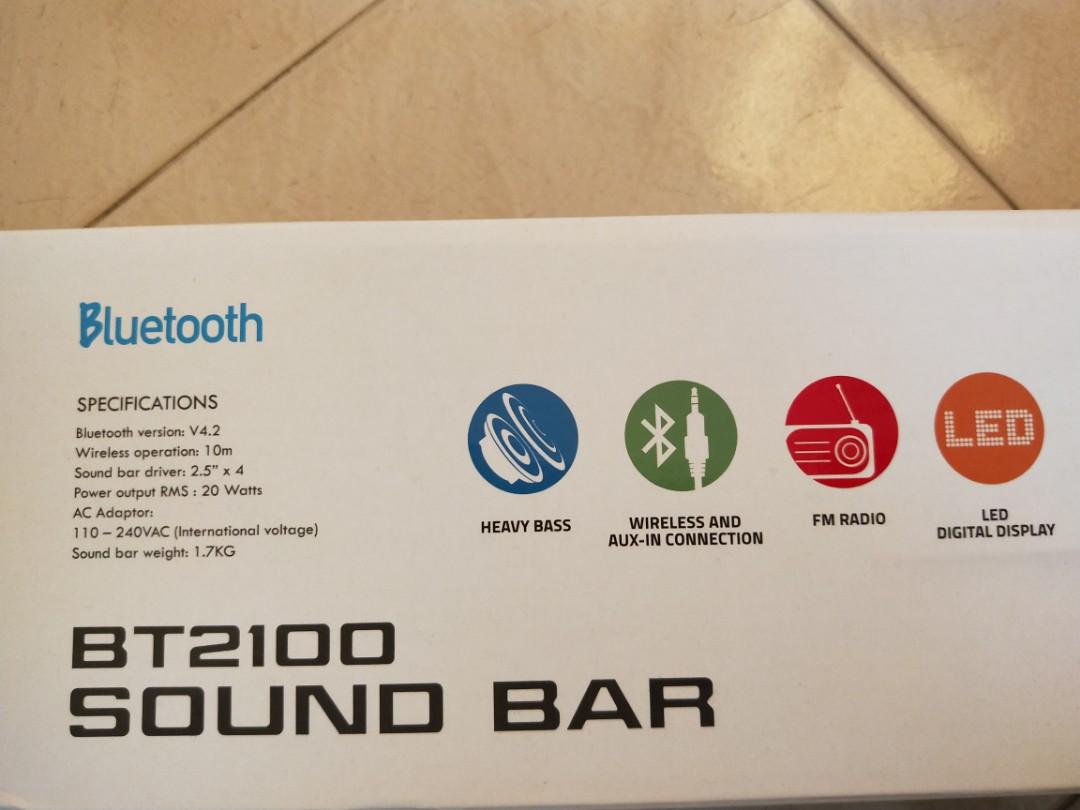 Bluetooth
SPECIFICATIONS
Bluetooth version: V4.2
Wireless operation: 10m
Sound bar driver: 2.5" x 4
Power output RMS : 20 Watts
AC Adaptor:
110 – 240VAC (International voltage)
Sound bar weight: 1.7KG
HEAVY BASS
WIRELESS AND
AUX-IN CONNECTION
FM RADIO
LED
LED
DIGITAL DISPLAY
BT2100
SOUND BAR